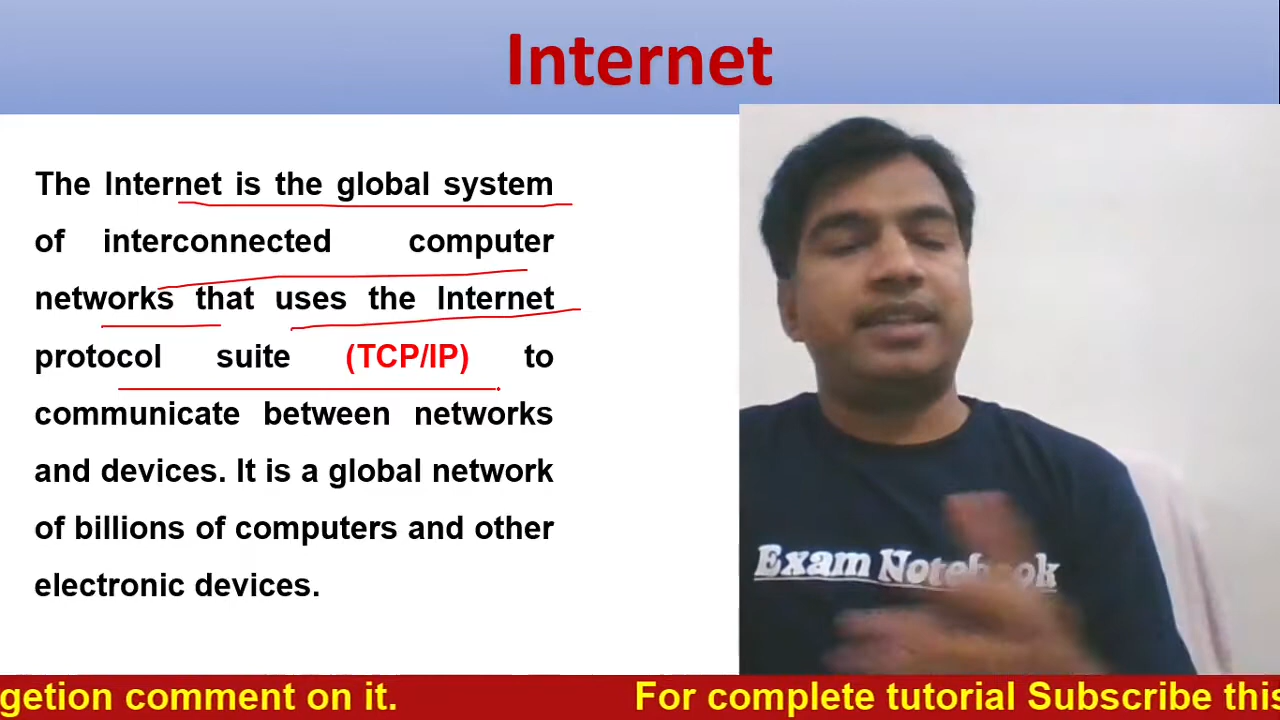 Internet
The Internet is the global system
of interconnected computer
networks that uses the Internet
protocol suite (TCP/IP) to
communicate between networks
and devices. It is a global network
of billions of computers and other
electronic devices.
Exam Notebook
getion comment on it. For complete tutorial Subscribe this